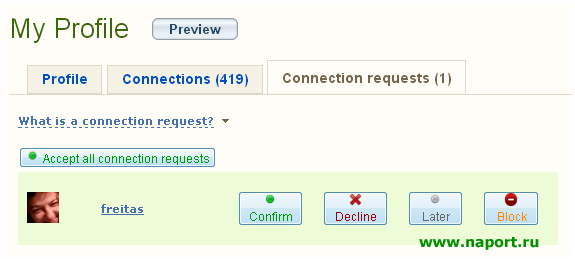 My Profile Preview
Profile Connections (419) Connection requests (1)
What is a connection request?
Accept all connection requests
freitas Confirm Decline Later Block
www.naport.ru